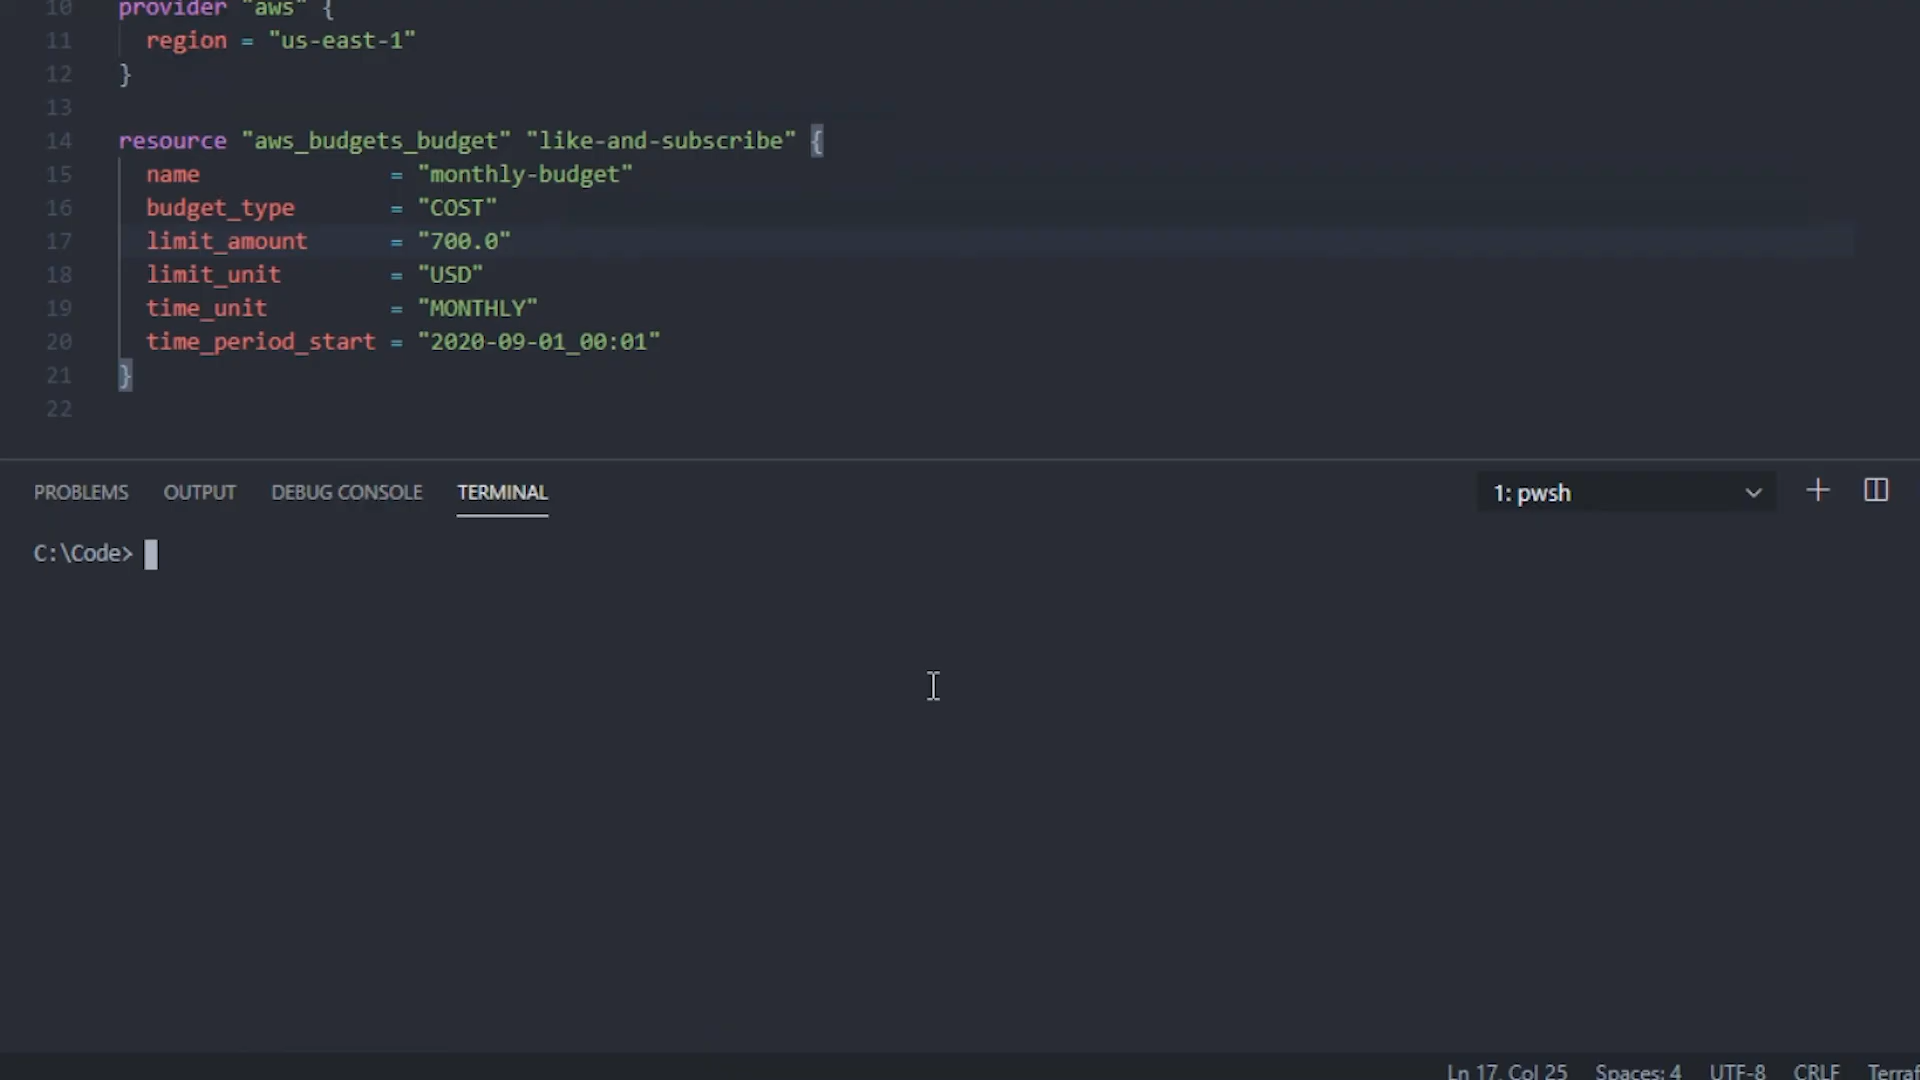 10 provider "aws" {
11 region = "us-east-1"
12 }
13
14 resource "aws_budgets_budget" "like-and-subscribe" {
15 name = "monthly-budget"
16 budget_type = "COST"
17 limit_amount = "700.0"
18 limit_unit = "USD"
19 time_unit = "MONTHLY"
20 time_period_start = "2020-09-01_00:01"
21 }
22
PROBLEMS OUTPUT DEBUG CONSOLE TERMINAL 1: pwsh
C:\Code>
Ln 17, Col 25 Spaces: 4 UTF-8 CRLF Terraf